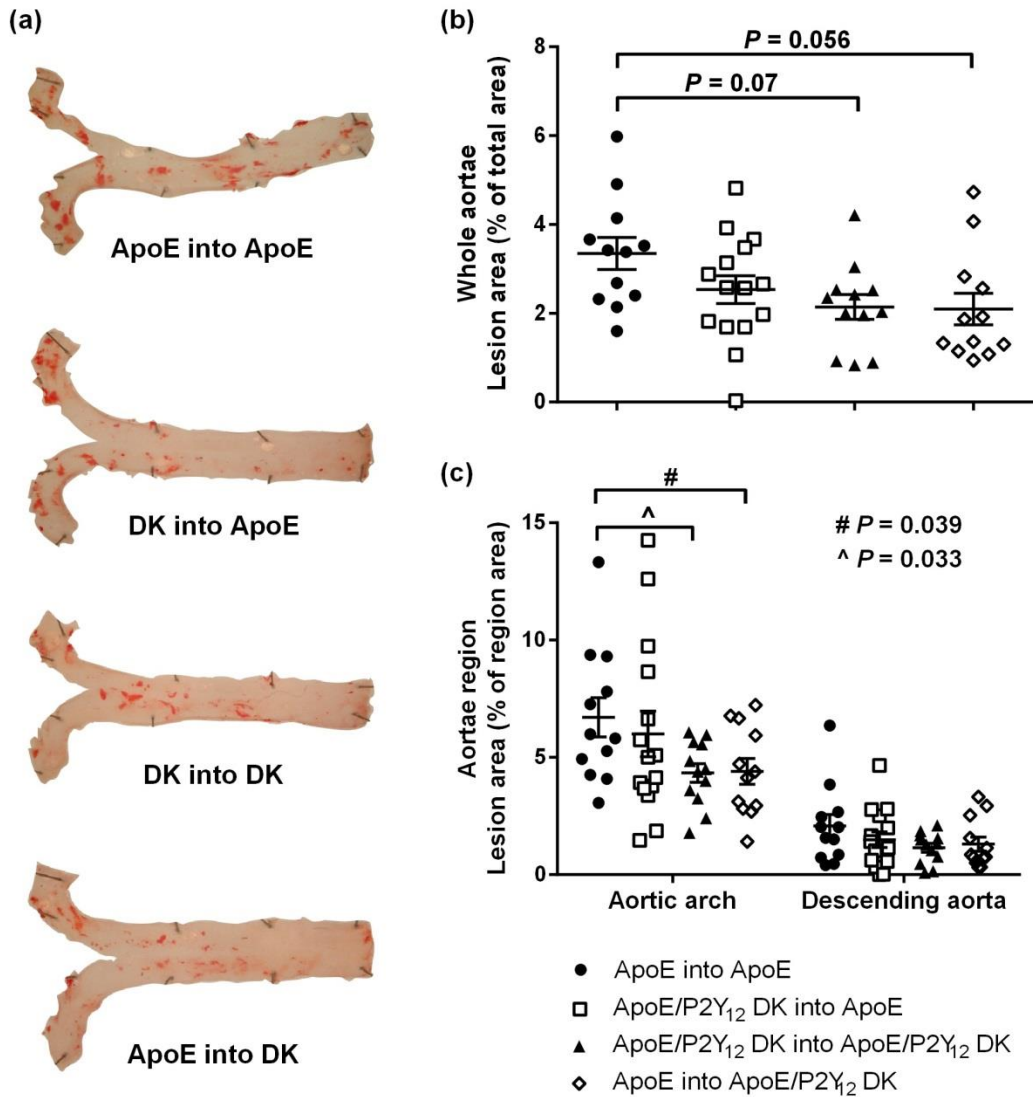 (a)
ApoE into ApoE
DK into ApoE
DK into DK
ApoE into DK
(b)
Whole aortae
Lesion area (% of total area)
8
6
4
2
0
P = 0.056
P = 0.07
(c)
Aortae region
Lesion area (% of region area)
15
10
5
0
#
^
# P = 0.039
^ P = 0.033
Aortic arch
Descending aorta
ApoE into ApoE
ApoE/P2Y12 DK into ApoE
ApoE/P2Y12 DK into ApoE/P2Y12 DK
ApoE into ApoE/P2Y12 DK